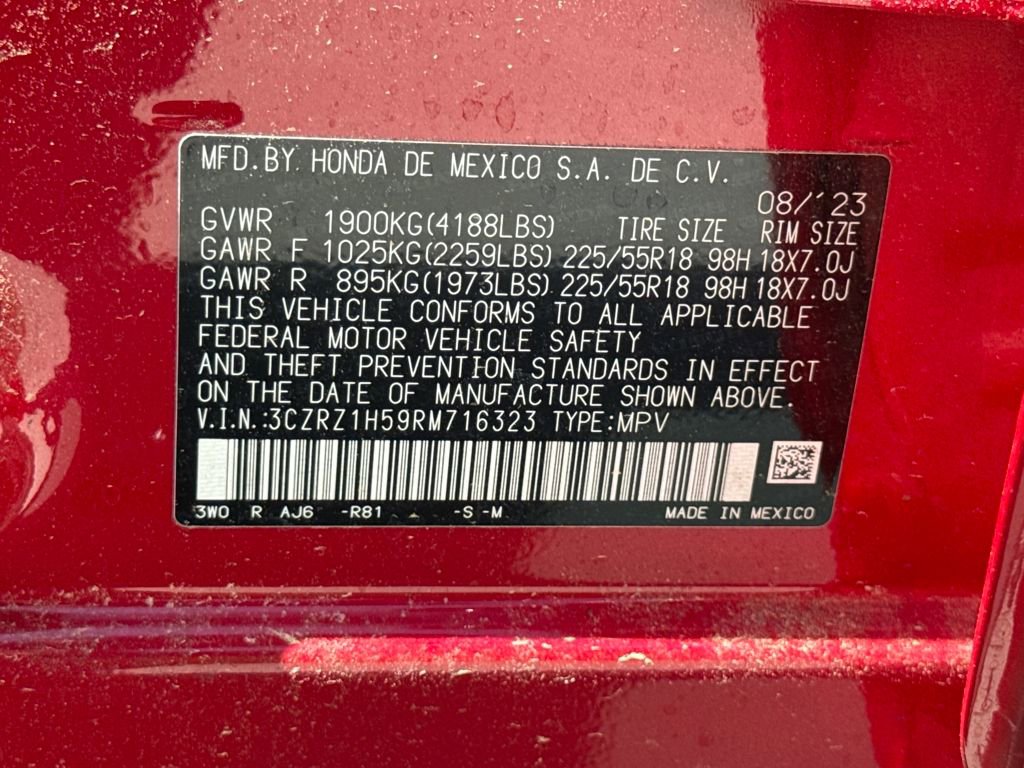 MFD.BY HONDA DE MEXICO S.A. DE C.V.
08/'23
GVWR 1900KG(4188LBS) TIRE SIZE RIM SIZE
GAWR F 1025KG(2259LBS) 225/55R18 98H 18X7.0J
GAWR R 895KG(1973LBS) 225/55R18 98H 18X7.0J
THIS VEHICLE CONFORMS TO ALL APPLICABLE
FEDERAL MOTOR VEHICLE SAFETY
AND THEFT PREVENTION STANDARDS IN EFFECT
ON THE DATE OF MANUFACTURE SHOWN ABOVE.
V.I.N.:3CZRZ1H59RM716323 TYPE:MPV
3W0 R AJ6 -R81 -S -M MADE IN MEXICO